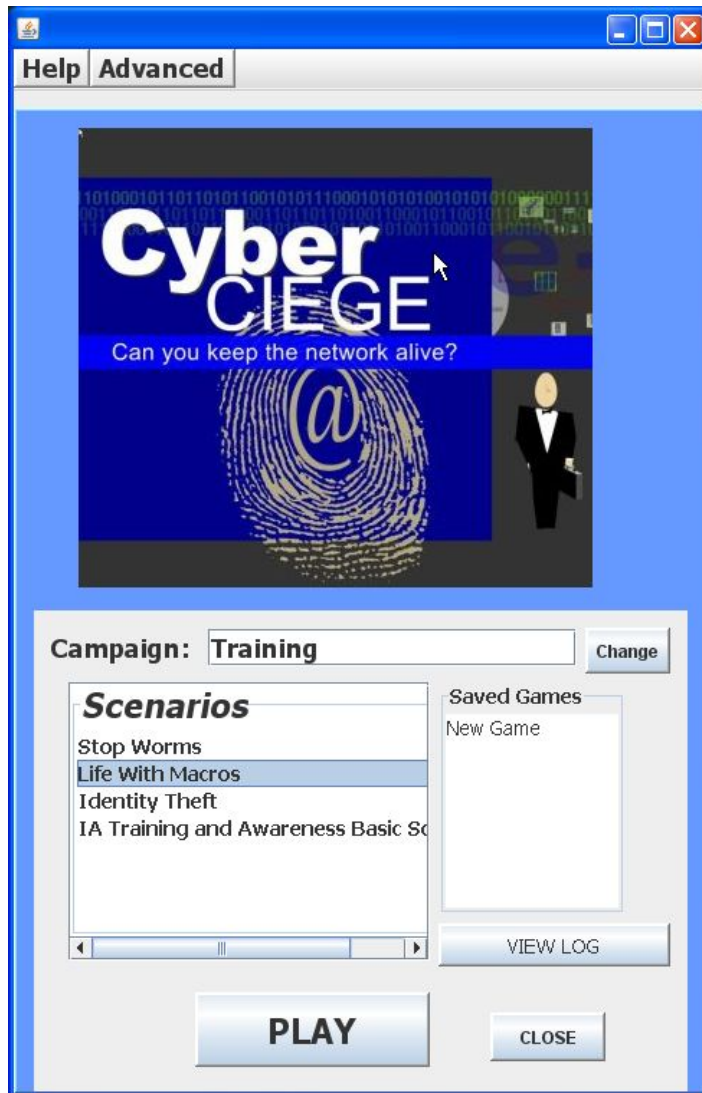 Help Advanced
Cyber
CIEGE
Can you keep the network alive?
@
Campaign: Training Change
Scenarios
Stop Worms
Life With Macros
Identity Theft
IA Training and Awareness Basic
Saved Games
New Game
VIEW LOG
PLAY CLOSE